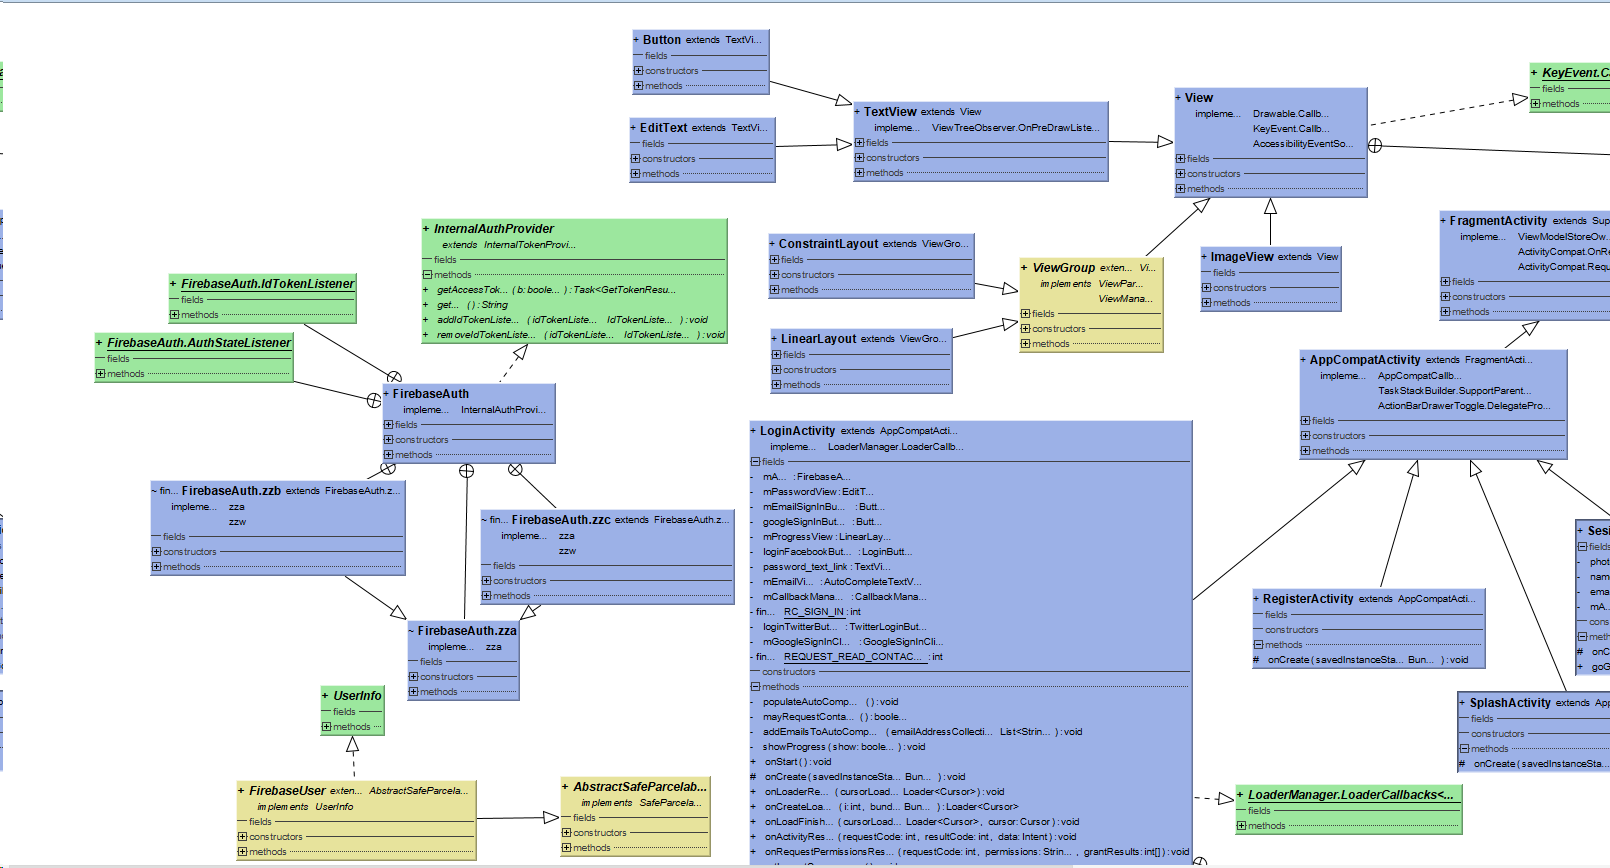 + Button extends TextVi...
fields
constructors
methods
+ EditText extends TextVi...
fields
constructors
methods
+ TextView extends View
impleme... ViewTreeObserver.OnPreDrawListe...
fields
constructors
methods
+ View
impleme... Drawable.Callb...
KeyEvent.Callb...
AccessibilityEventSo...
fields
constructors
methods
+ KeyEvent.C
fields
methods
+ InternalAuthProvider
extends InternalTokenProvi...
fields
methods
+ getAccessTok... (b: boole... ) : Task<GetTokenResu...
+ get... () : String
+ addIdTokenListe... (idTokenListe... IdTokenListe... ) : void
+ removeIdTokenListe... (idTokenListe... IdTokenListe... ) : void
+ FirebaseAuth.IdTokenListener
fields
methods
+ FirebaseAuth.AuthStateListener
fields
methods
+ FirebaseAuth
impleme... InternalAuthProvi...
fields
constructors
methods
+ ConstraintLayout extends ViewGro...
fields
constructors
methods
+ LinearLayout extends ViewGro...
fields
constructors
methods
+ ViewGroup exten... Vi...
implements ViewPar...
ViewMana...
fields
constructors
methods
+ ImageView extends View
fields
constructors
methods
+ FragmentActivity extends Sup
impleme... ViewModelStoreOw.
ActivityCompat.OnRe
ActivityCompat.Requ
fields
constructors
methods
+ AppCompatActivity extends FragmentActi...
impleme... AppCompatCallb...
TaskStackBuilder.SupportParent...
ActionBarDrawerToggle.DelegatePro...
fields
constructors
methods
~ fin... FirebaseAuth.zzb extends FirebaseAuth.z...
impleme... zza
zzw
fields
constructors
methods
~ fin... FirebaseAuth.zzc extends FirebaseAuth.z...
impleme... zza
zzw
fields
constructors
methods
~ FirebaseAuth.zza
impleme... zza
fields
constructors
methods
+ UserInfo
fields
methods
+ FirebaseUser exten... AbstractSafeParcela...
implements UserInfo
fields
constructors
methods
+ AbstractSafeParcelab...
implements SafeParcela...
fields
constructors
methods
+ LoginActivity extends AppCompatActi...
impleme... LoaderManager.LoaderCallb...
fields
- mA... : FirebaseA...
- mPasswordView : EditT...
- mEmailSignInBu... : Butt...
- googleSignInBut... : Butt...
- mProgressView : LinearLay...
- loginFacebookBut... : LoginButt...
- password_text_link : TextVi...
- mEmailVi... : AutoCompleteTextV...
- mCallbackMana... : CallbackMana...
- fin... RC_SIGN_IN : int
- loginTwitterBut... : TwitterLoginBut...
- mGoogleSignInCl... : GoogleSignInCli...
- fin... REQUEST_READ_CONTAC... : int
constructors
methods
- populateAutoComp... () : void
- mayRequestConta... () : boole...
- addEmailsToAutoComp... (emailAddressCollecti... List<Strin... ) : void
- showProgress (show: boole... ) : void
+ onStart () : void
# onCreate (savedInstanceSta... Bun... ) : void
+ onLoaderRe... (cursorLoad... Loader<Cursor>) : void
+ onCreateLoa... (i: int, bund... Bun... ) : Loader<Cursor>
+ onLoadFinish... (cursorLoad... Loader<Cursor>, cursor: Cursor) : void
+ onActivityRes... (requestCode: int, resultCode: int, data: Intent) : void
+ onRequestPermissionsRes... (requestCode: int, permissions: Strin... , grantResults: int[]) : void
+ RegisterActivity extends AppCompatActi...
fields
constructors
methods
# onCreate (savedInstanceSta... Bun... ) : void
+ Sesi
fields
- phot
- nam
- ema
- mA.
cons
meth
# onC
+ goG
+ SplashActivity extends App
fields
constructors
methods
# onCreate (savedInstanceSta...
+ LoaderManager.LoaderCallbacks<...
fields
methods